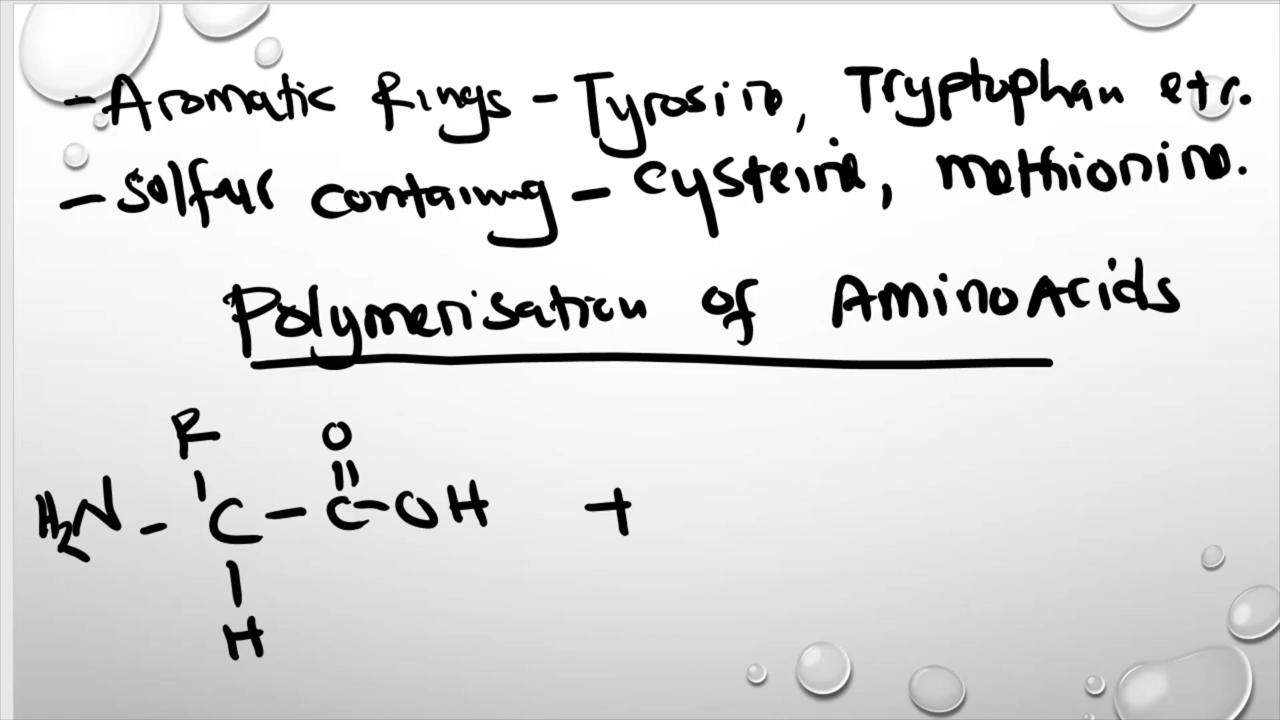 - Aromatic Rings - Tyrosine, Tryptophan etc.
- Sulfur containing - Cysteine, methionine.
Polymerisation of AminoAcids
R O
||
H₂N - C - C - OH +
|
H